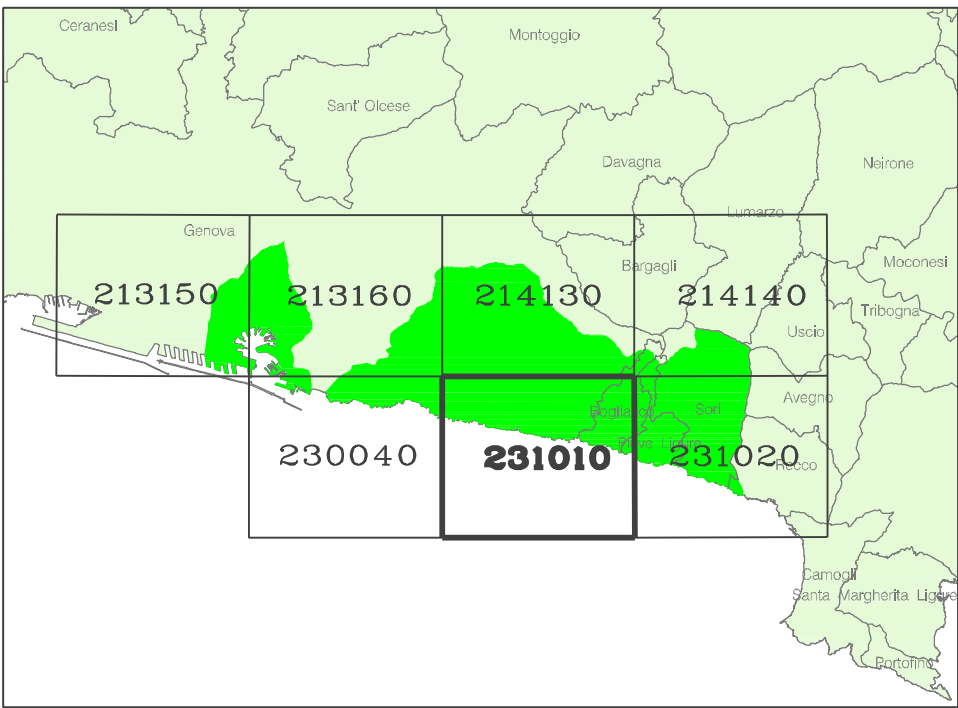 Ceranesi
Montoggio
Sant' Olcese
Davagna
Neirone
Lumarzo
Genova
Bargagli
Moconesi
213150
213160
214130
214140
Tribogna
Uscio
Avegno
Bogliasco
Sori
Pieve Ligure
230040
231010
231020
Recco
Camogli
Santa Margherita Ligure
Portofino